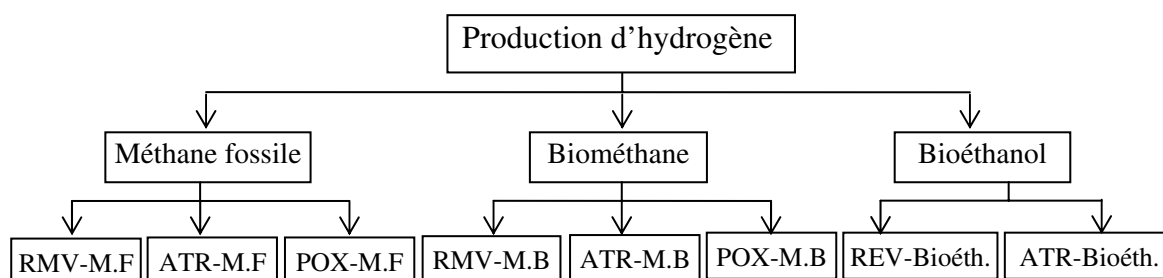 Production d’hydrogène
Méthane fossile
Biométhane
Bioéthanol
RMV-M.F
ATR-M.F
POX-M.F
RMV-M.B
ATR-M.B
POX-M.B
REV-Bioéth.
ATR-Bioéth.